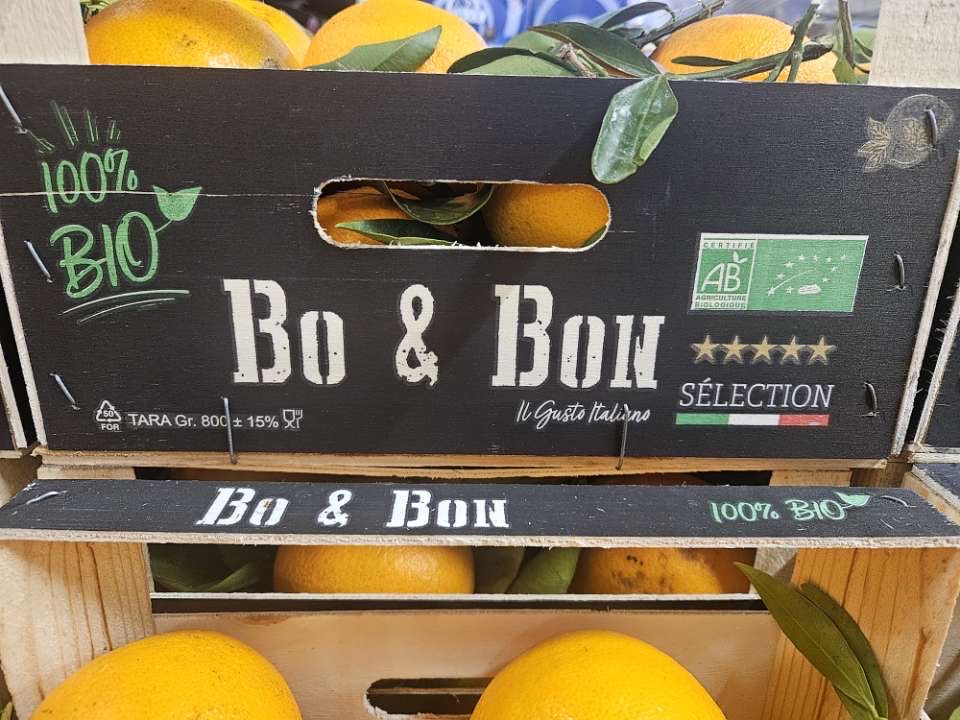 100%
BIO
CERTIFIÉ
AB
AGRICULTURE
BIOLOGIQUE
BO & BON
Il Gusto Italiano
SÉLECTION
50
FOR
TARA Gr. 800 ± 15%
BO & BON
100% BIO